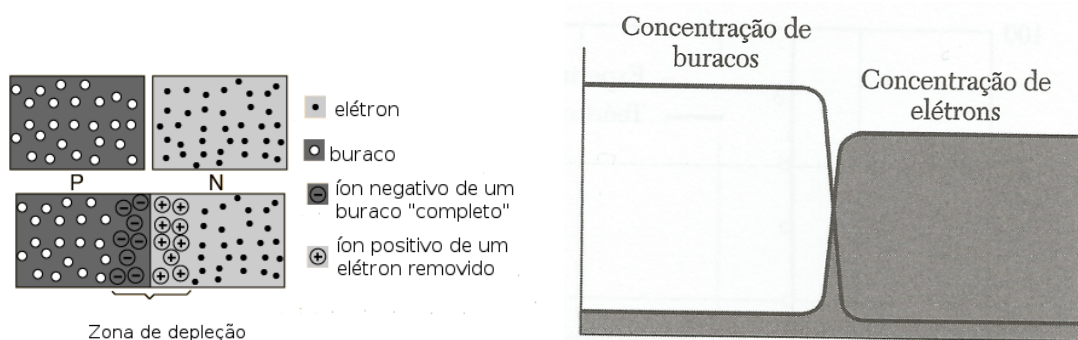 elétron
buraco
P N
íon negativo de um
buraco "completo"
íon positivo de um
elétron removido
Zona de depleção
Concentração de
buracos
Concentração de
elétrons